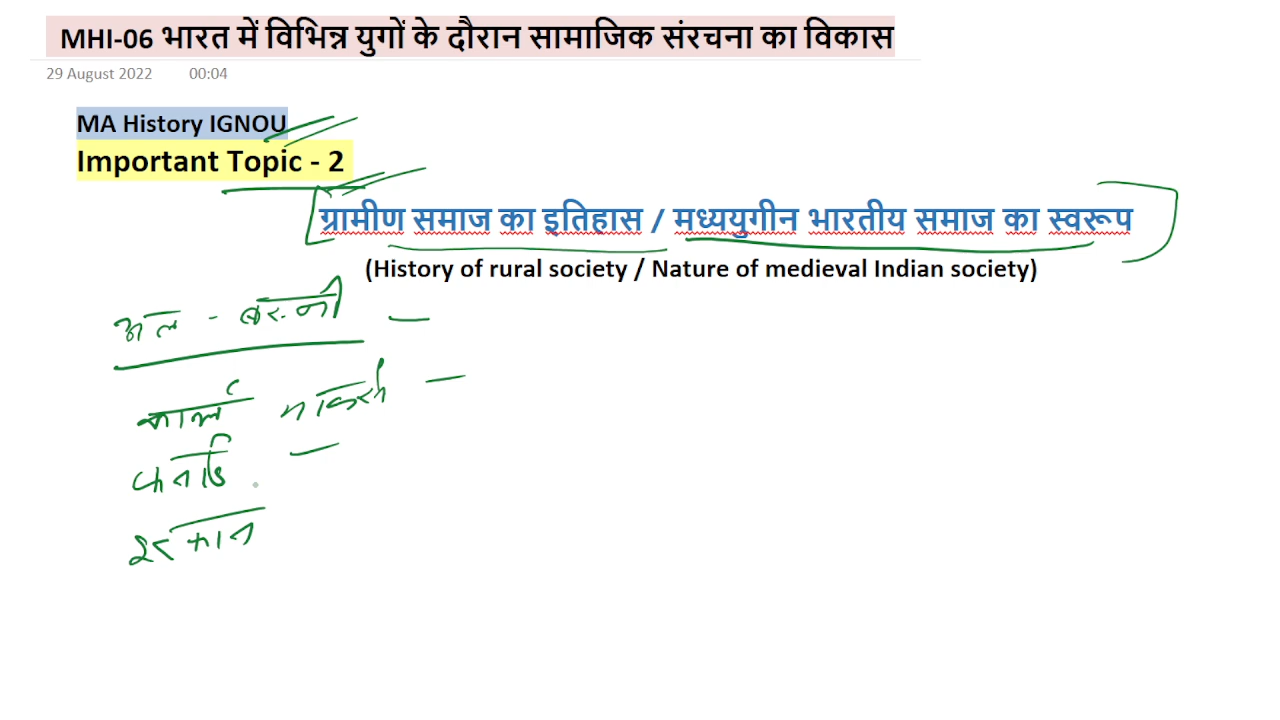 MHI-06 भारत में विभिन्न युगों के दौरान सामाजिक संरचना का विकास
29 August 2022 00:04
MA History IGNOU
Important Topic - 2
ग्रामीण समाज का इतिहास / मध्ययुगीन भारतीय समाज का स्वरूप
(History of rural society / Nature of medieval Indian society)
अल - बरुनी —
कार्ल —
—